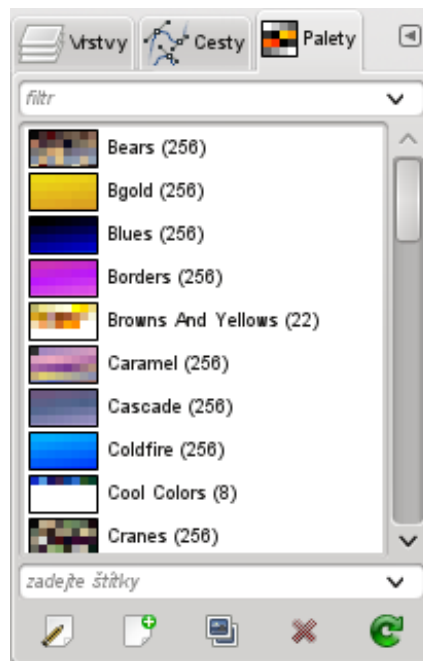 Vrstvy Cesty Palety
filtr
Bears (256)
Bgold (256)
Blues (256)
Borders (256)
Browns And Yellows (22)
Caramel (256)
Cascade (256)
Coldfire (256)
Cool Colors (8)
Cranes (256)
zadejte štítky